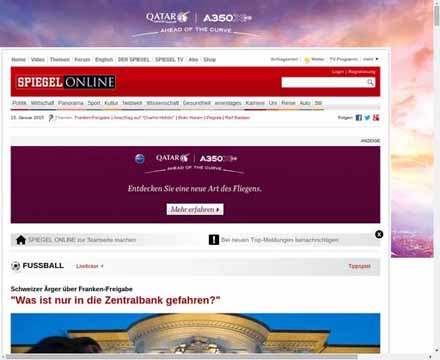 QATAR AIRWAYS A350 XWB
AHEAD OF THE CURVE
Home Video Themen Forum English DER SPIEGEL SPIEGEL TV Abo Shop
Schlagzeilen Wetter TV-Programm mehr
SPIEGEL ONLINE
Login | Registrierung
Politik Wirtschaft Panorama Sport Kultur Netzwelt Wissenschaft Gesundheit einestages Karriere Uni Reise Auto Stil
15. Januar 2015 Themen: Franken-Freigabe | Anschlag auf "Charlie Hebdo" | Boko Haram | Pegida |
Folgen:
ANZEIGE
QATAR AIRWAYS A350 XWB
AHEAD OF THE CURVE
Entdecken Sie eine neue Art des Fliegens.
Mehr erfahren
SPIEGEL ONLINE zur Startseite machen
Bei neuen Top-Meldungen benachrichtigen
X
FUSSBALL Liveticker + Tippspiel
Schweizer Ärger über Franken-Freigabe
"Was ist nur in die Zentralbank gefahren?"